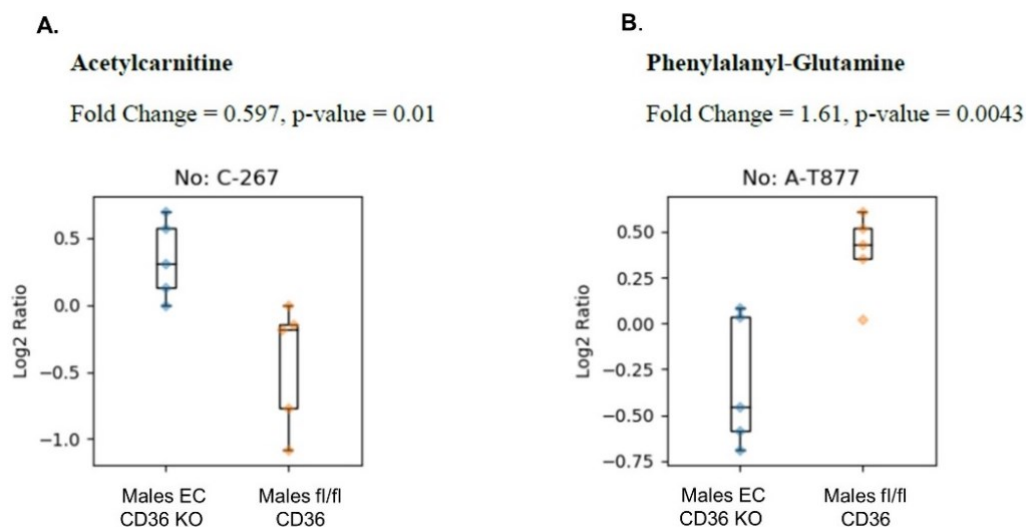 A.
Acetylcarnitine
Fold Change = 0.597, p-value = 0.01
No: C-267
Log2 Ratio
0.5
0.0
−0.5
−1.0
Males EC
CD36 KO
Males fl/fl
CD36
B.
Phenylalanyl-Glutamine
Fold Change = 1.61, p-value = 0.0043
No: A-T877
Log2 Ratio
0.50
0.25
0.00
−0.25
−0.50
−0.75
Males EC
CD36 KO
Males fl/fl
CD36